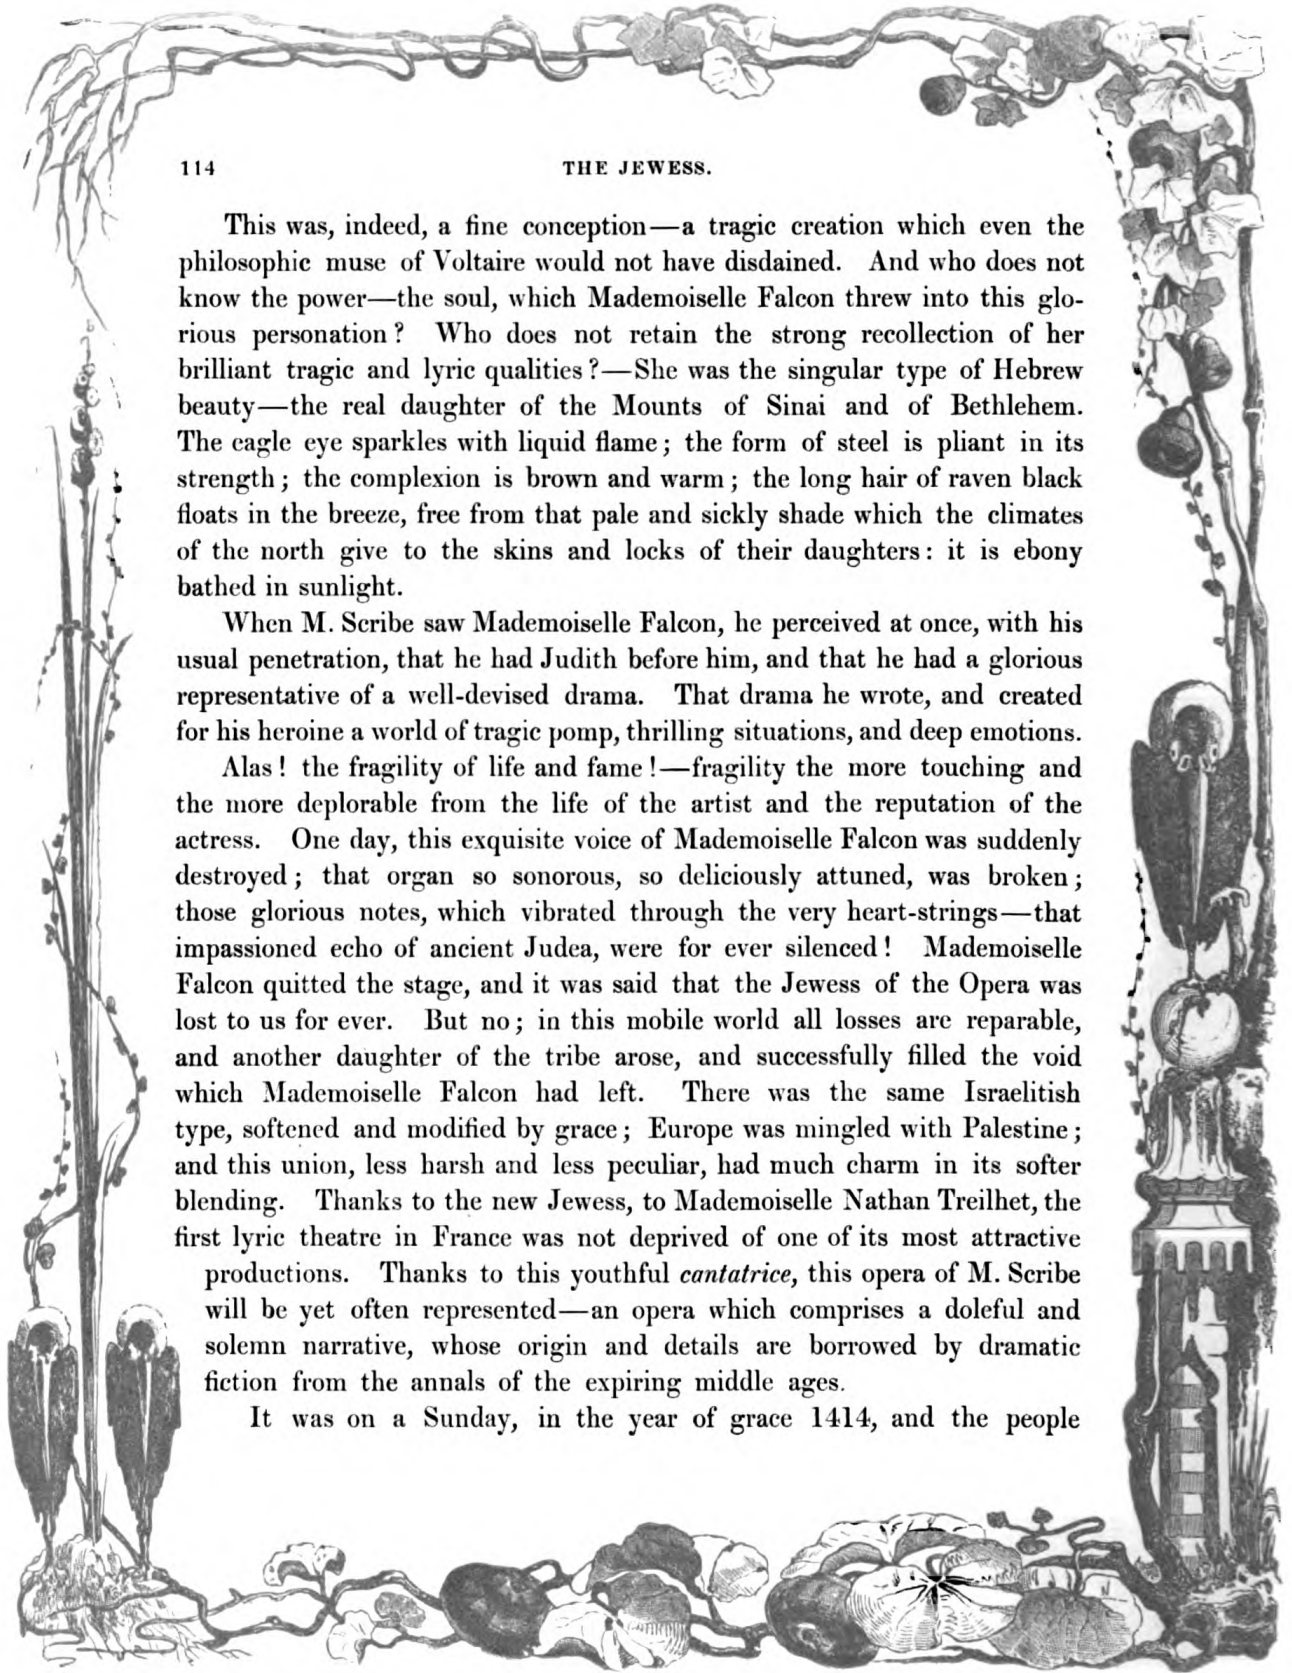 114 THE JEWESS.
This was, indeed, a fine conception—a tragic creation which even the
philosophic muse of Voltaire would not have disdained. And who does not
know the power—the soul, which Mademoiselle Falcon threw into this glo-
rious personation? Who does not retain the strong recollection of her
brilliant tragic and lyric qualities?—She was the singular type of Hebrew
beauty—the real daughter of the Mounts of Sinai and of Bethlehem.
The eagle eye sparkles with liquid flame; the form of steel is pliant in its
strength; the complexion is brown and warm; the long hair of raven black
floats in the breeze, free from that pale and sickly shade which the climates
of the north give to the skins and locks of their daughters: it is ebony
bathed in sunlight.
When M. Scribe saw Mademoiselle Falcon, he perceived at once, with his
usual penetration, that he had Judith before him, and that he had a glorious
representative of a well-devised drama. That drama he wrote, and created
for his heroine a world of tragic pomp, thrilling situations, and deep emotions.
Alas! the fragility of life and fame!—fragility the more touching and
the more deplorable from the life of the artist and the reputation of the
actress. One day, this exquisite voice of Mademoiselle Falcon was suddenly
destroyed; that organ so sonorous, so deliciously attuned, was broken;
those glorious notes, which vibrated through the very heart-strings—that
impassioned echo of ancient Judea, were for ever silenced! Mademoiselle
Falcon quitted the stage, and it was said that the Jewess of the Opera was
lost to us for ever. But no; in this mobile world all losses are reparable,
and another daughter of the tribe arose, and successfully filled the void
which Mademoiselle Falcon had left. There was the same Israelitish
type, softened and modified by grace; Europe was mingled with Palestine;
and this union, less harsh and less peculiar, had much charm in its softer
blending. Thanks to the new Jewess, to Mademoiselle Nathan Treilhet, the
first lyric theatre in France was not deprived of one of its most attractive
productions. Thanks to this youthful cantatrice, this opera of M. Scribe
will be yet often represented—an opera which comprises a doleful and
solemn narrative, whose origin and details are borrowed by dramatic
fiction from the annals of the expiring middle ages.
It was on a Sunday, in the year of grace 1414, and the people